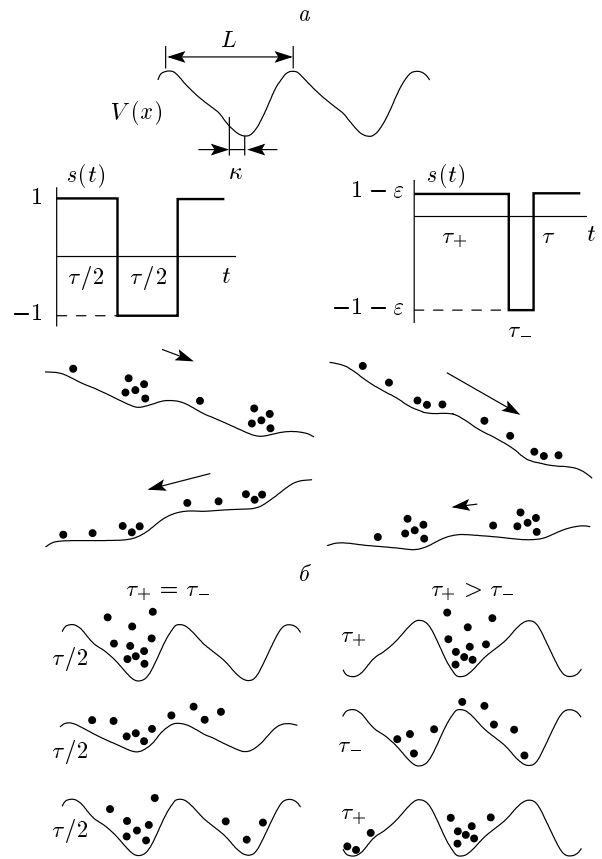 а
L
V(x)
κ
s(t)
1
τ/2 τ/2 t
−1
s(t)
1 − ε
τ₊ τ t
−1 − ε
τ₋
б
τ₊ = τ₋
τ₊ > τ₋
τ/2
τ₊
τ/2
τ₋
τ/2
τ₊